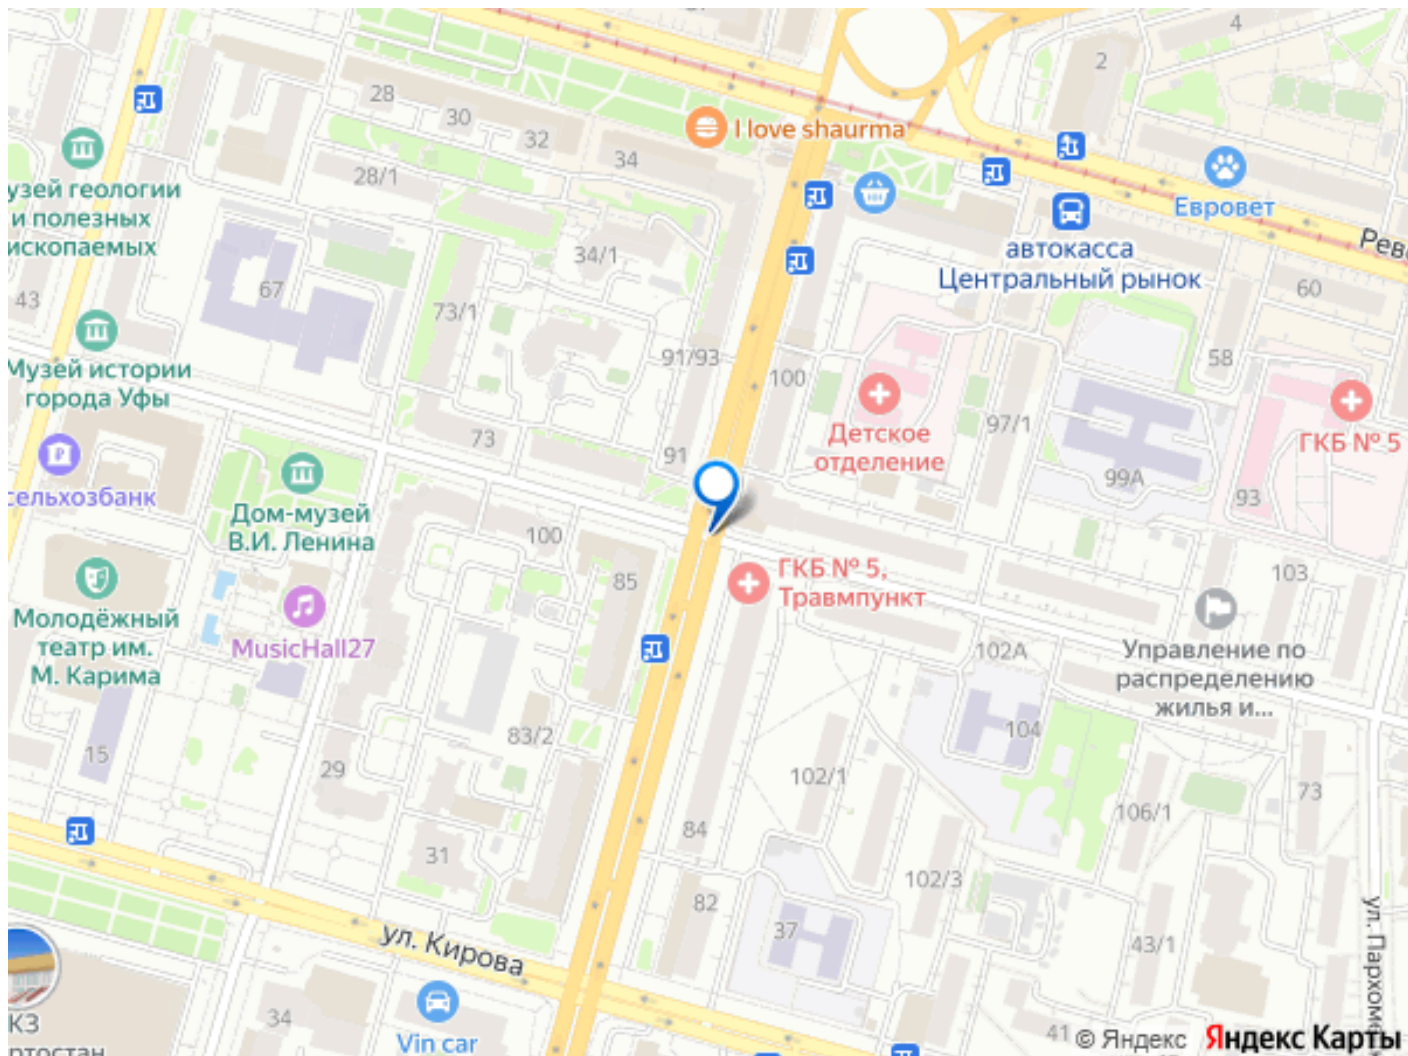 4
2
28
30
32
34
I love shaurma
28/1
узей геологии
и полезных
ископаемых
Евровет
автокасса
Центральный рынок
Рев
34/1
67
43
73/1
60
Музей истории
города Уфы
91/93
100
58
Детское
отделение
97/1
ГКБ № 5
73
91
99А
93
сельхозбанк
Дом-музей
В.И. Ленина
100
85
ГКБ № 5,
Травмпункт
103
Молодёжный
театр им.
М. Карима
MusicHall27
102А
Управление по
распределению
жилья и...
104
15
83/2
29
102/1
73
106/1
84
31
102/3
82
37
ул. Кирова
43/1
ул. Пархоме
КЗ
ртостан
34
Vin car
41
© Яндекс
Яндекс Карты